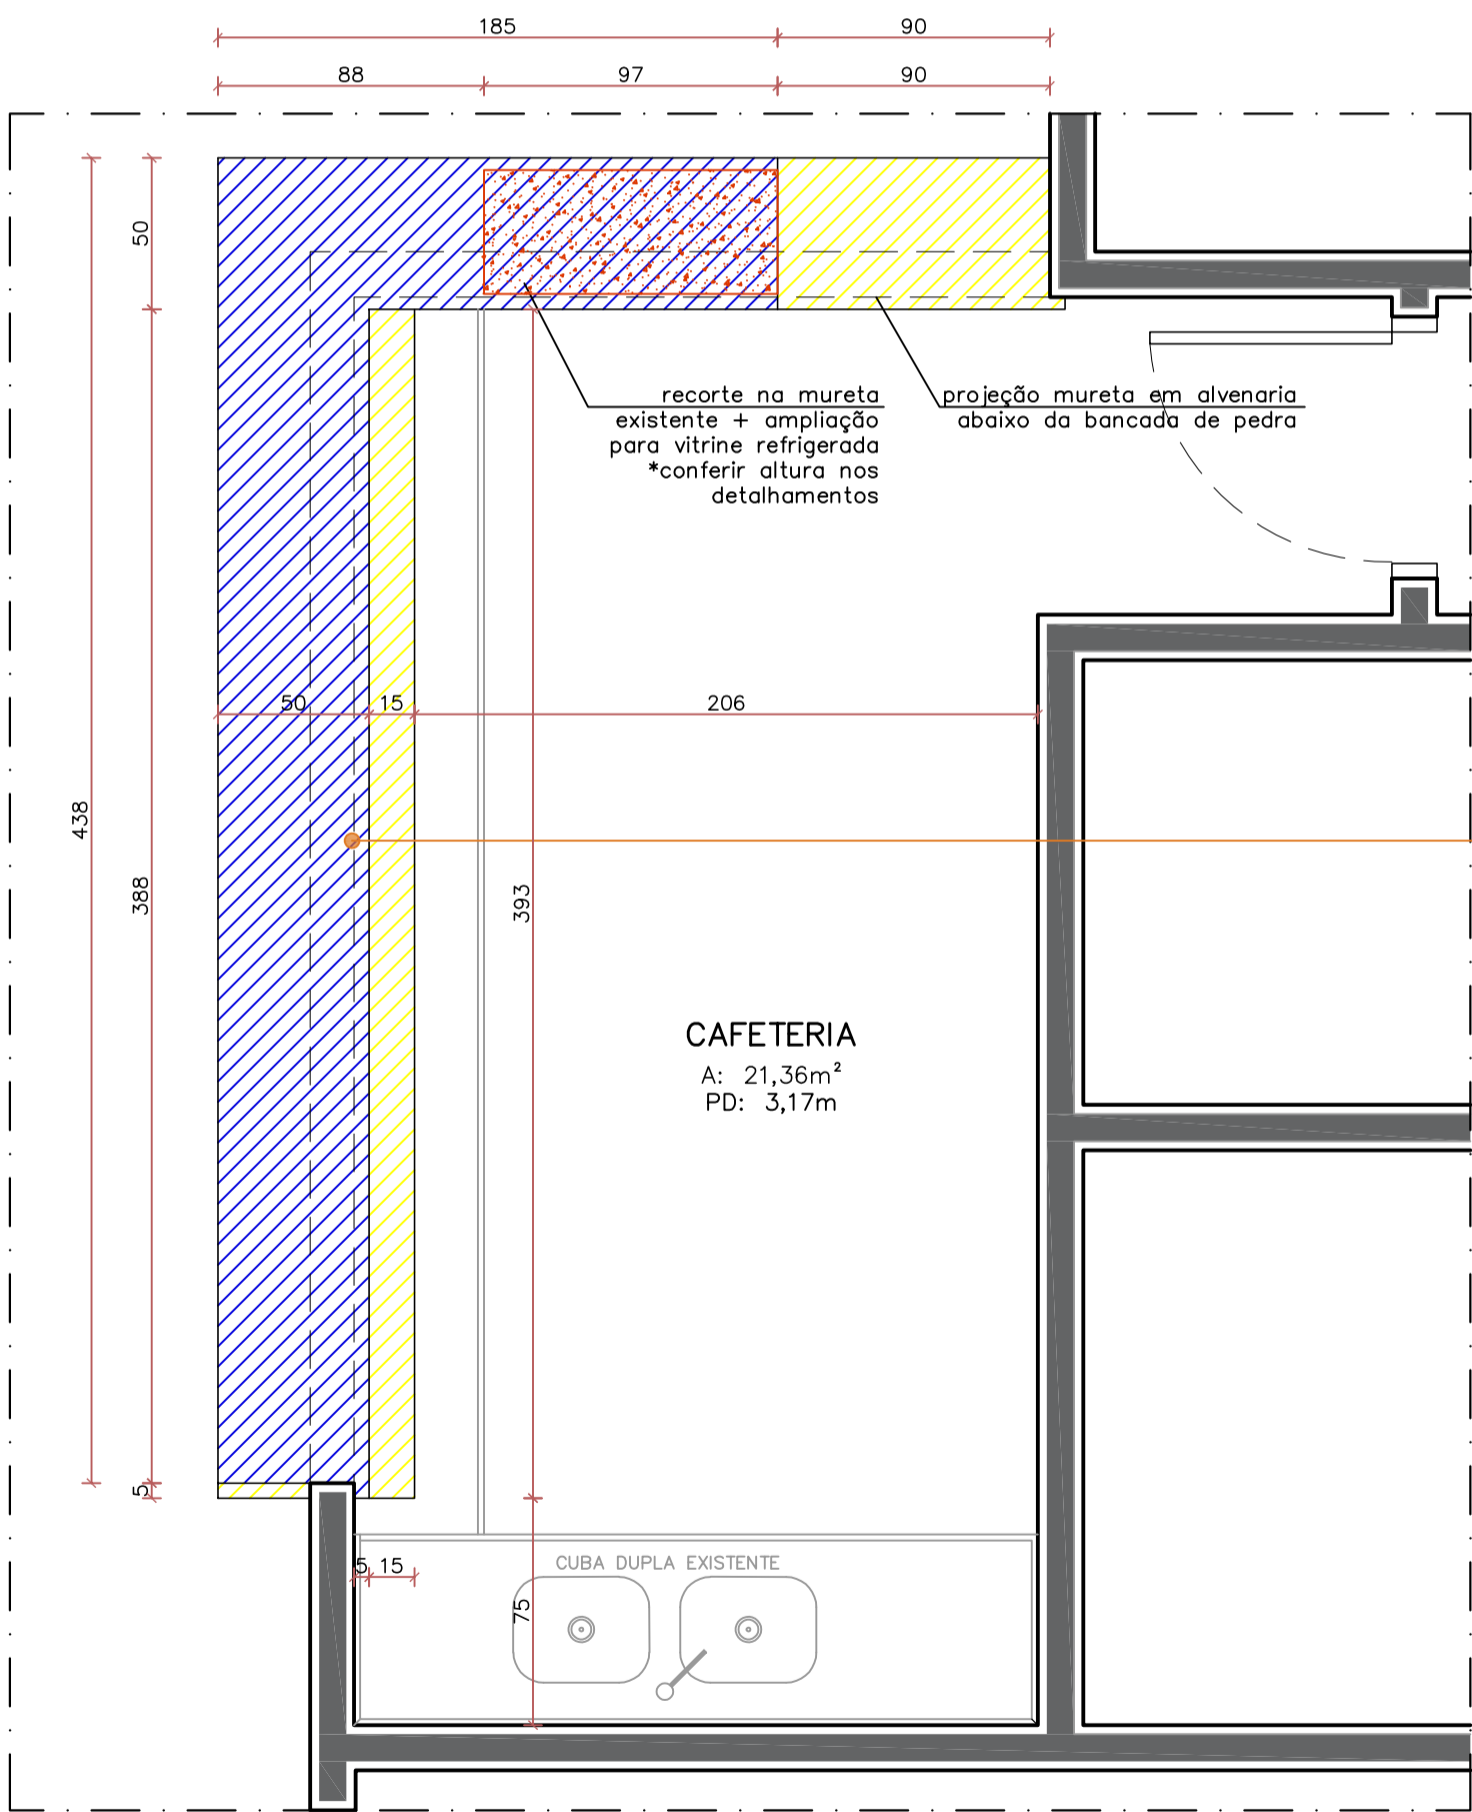 185
90
88
97
90
50
recorte na mureta
existente + ampliação
para vitrine refrigerada
*conferir altura nos
detalhamentos
projeção mureta em alvenaria
abaixo da bancada de pedra
50
15
206
438
388
393
CAFETERIA
A: 21,36m²
PD: 3,17m
5
5
15
CUBA DUPLA EXISTENTE
75